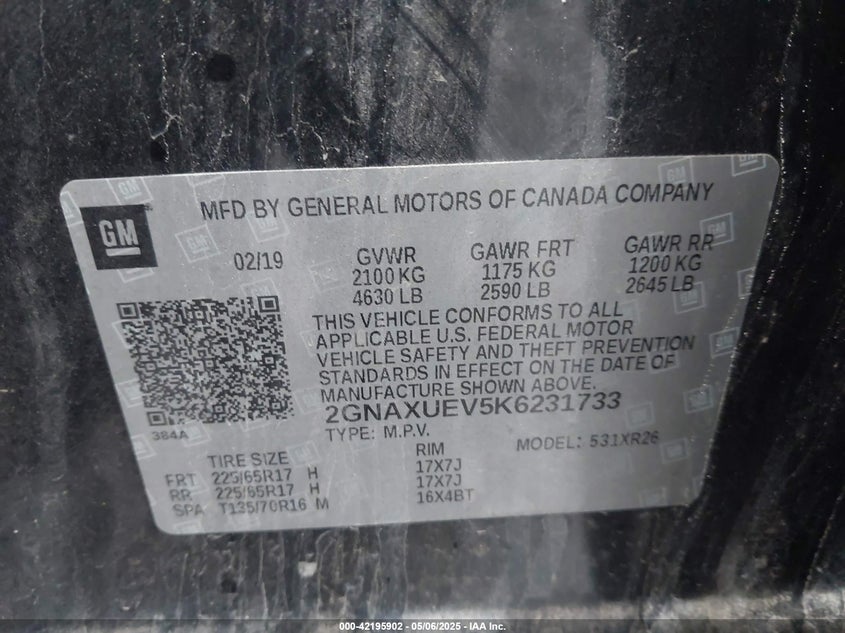 GM
MFD BY GENERAL MOTORS OF CANADA COMPANY
02/19
GVWR
2100 KG
4630 LB
GAWR FRT
1175 KG
2590 LB
GAWR RR
1200 KG
2645 LB
THIS VEHICLE CONFORMS TO ALL
APPLICABLE U.S. FEDERAL MOTOR
VEHICLE SAFETY AND THEFT PREVENTION
STANDARDS IN EFFECT ON THE DATE OF
MANUFACTURE SHOWN ABOVE.
2GNAXUEV5K6231733
TYPE: M.P.V.
MODEL: 531XR26
384A
TIRE SIZE RIM
FRT 225/65R17 H 17X7J
RR 225/65R17 H 17X7J
SPA T135/70R16 M 16X4BT
000-42195902 - 05/06/2025 - IAA Inc.